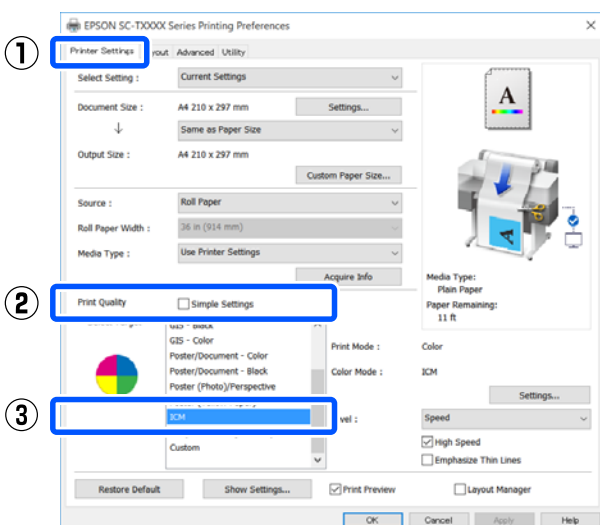 EPSON SC-TXXXX Series Printing Preferences
1
Printer Settings yout Advanced Utility
Select Setting : Current Settings
Document Size : A4 210 x 297 mm Settings...
Same as Paper Size
Output Size : A4 210 x 297 mm
Custom Paper Size...
Source : Roll Paper
Roll Paper Width : 36 in (914 mm)
Media Type : Use Printer Settings
Acquire Info
A
Media Type:
Plain Paper
Paper Remaining:
11 ft
2
Print Quality Simple Settings
GIS - Black
GIS - Color
Poster/Document - Color
Poster/Document - Black
Poster (Photo)/Perspective
Print Mode : Color
Color Mode : ICM
Settings...
3
ICM
vel : Speed
Custom
High Speed
Emphasize Thin Lines
Restore Default Show Settings... Print Preview Layout Manager
OK Cancel Apply Help